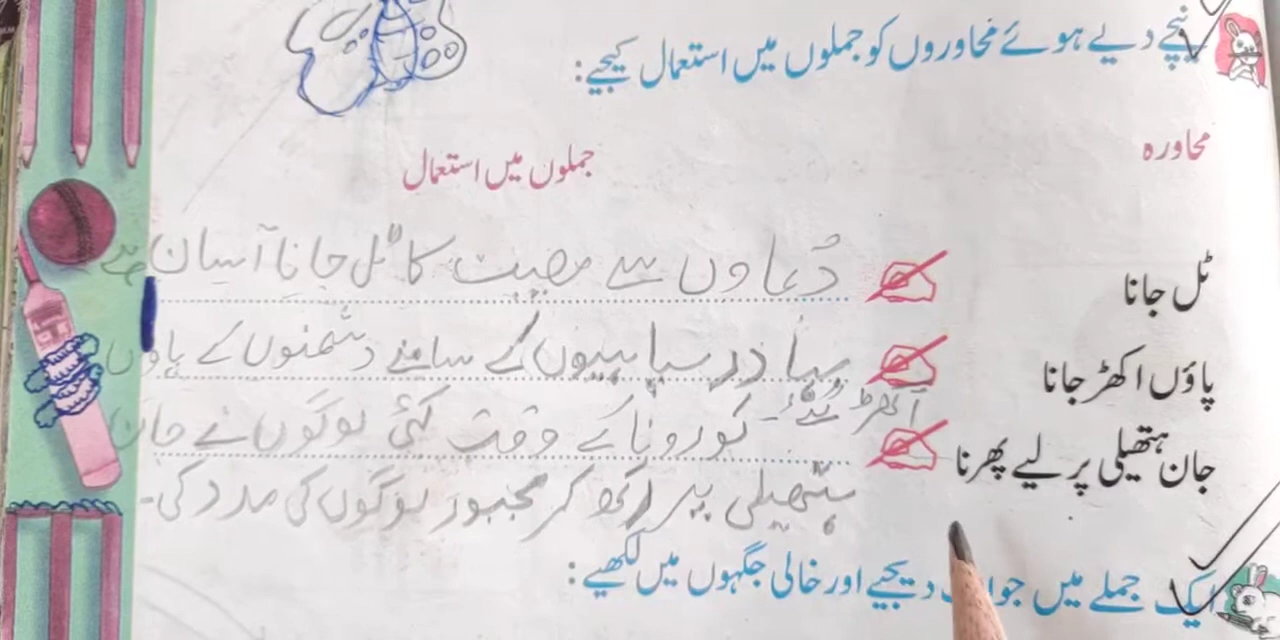 نیچے دیے ہوئے محاوروں کو جملوں میں استعمال کیجیے:
محاورہ
جملوں میں استعمال
ٹل جانا
دُعاوں سے مصیبت کا ٹل جانا آسان ہے
پاؤں اکھڑ جانا
بہادر سپاہیوں کے سامنے دشمنوں کے پاؤں
اکھڑ گئے۔
جان ہتھیلی پر لیے پھرنا
کورونا کے وقت کئی لوگوں نے جان
ہتھیلی پر رکھ کر مجبور لوگوں کی مدد کی۔
ایک جملے میں جواب دیجیے اور خالی جگہوں میں لکھیے: